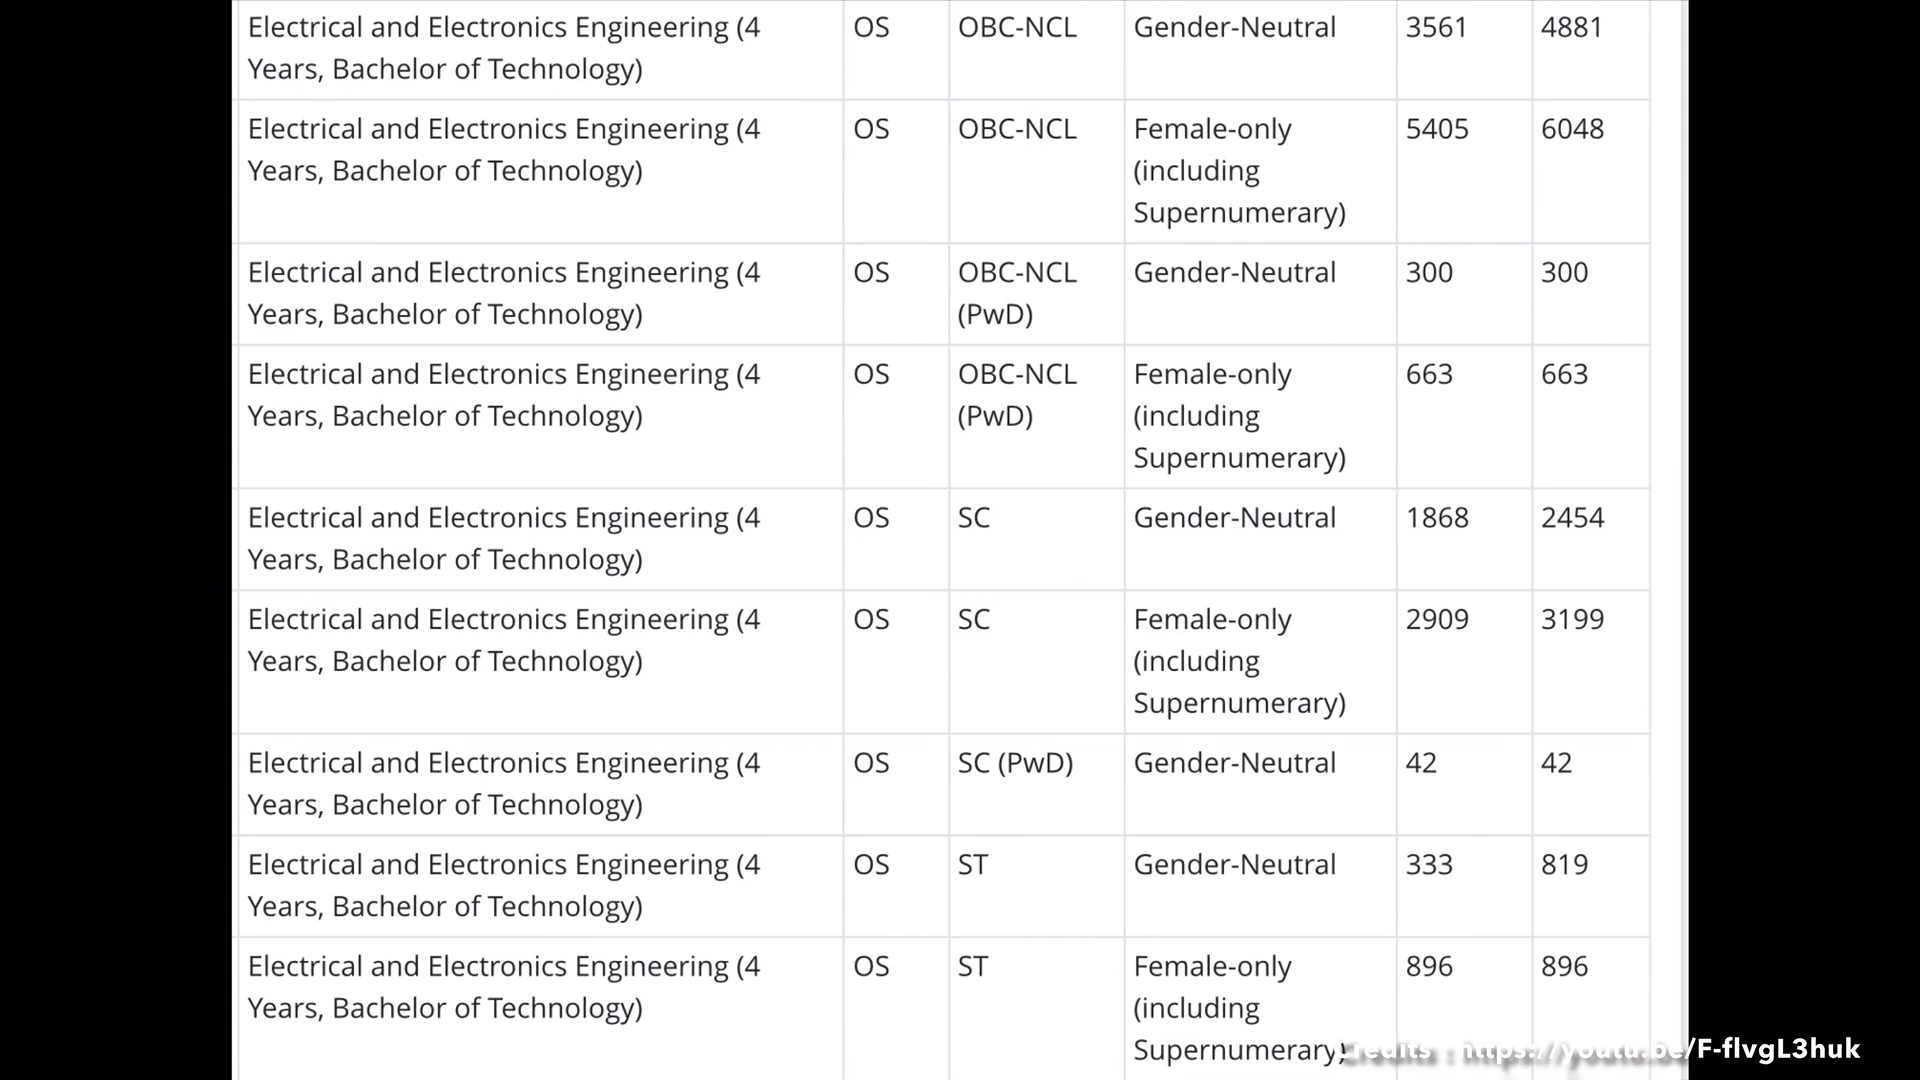 Electrical and Electronics Engineering (4 OS OBC-NCL Gender-Neutral 3561 4881
Years, Bachelor of Technology)
Electrical and Electronics Engineering (4 OS OBC-NCL Female-only 5405 6048
Years, Bachelor of Technology) (including
Supernumerary)
Electrical and Electronics Engineering (4 OS OBC-NCL Gender-Neutral 300 300
Years, Bachelor of Technology) (PwD)
Electrical and Electronics Engineering (4 OS OBC-NCL Female-only 663 663
Years, Bachelor of Technology) (PwD) (including
Supernumerary)
Electrical and Electronics Engineering (4 OS SC Gender-Neutral 1868 2454
Years, Bachelor of Technology)
Electrical and Electronics Engineering (4 OS SC Female-only 2909 3199
Years, Bachelor of Technology) (including
Supernumerary)
Electrical and Electronics Engineering (4 OS SC (PwD) Gender-Neutral 42 42
Years, Bachelor of Technology)
Electrical and Electronics Engineering (4 OS ST Gender-Neutral 333 819
Years, Bachelor of Technology)
Electrical and Electronics Engineering (4 OS ST Female-only 896 896
Years, Bachelor of Technology) (including
Supernumerary)
Credits : https://youtu.be/F-flvgL3huk